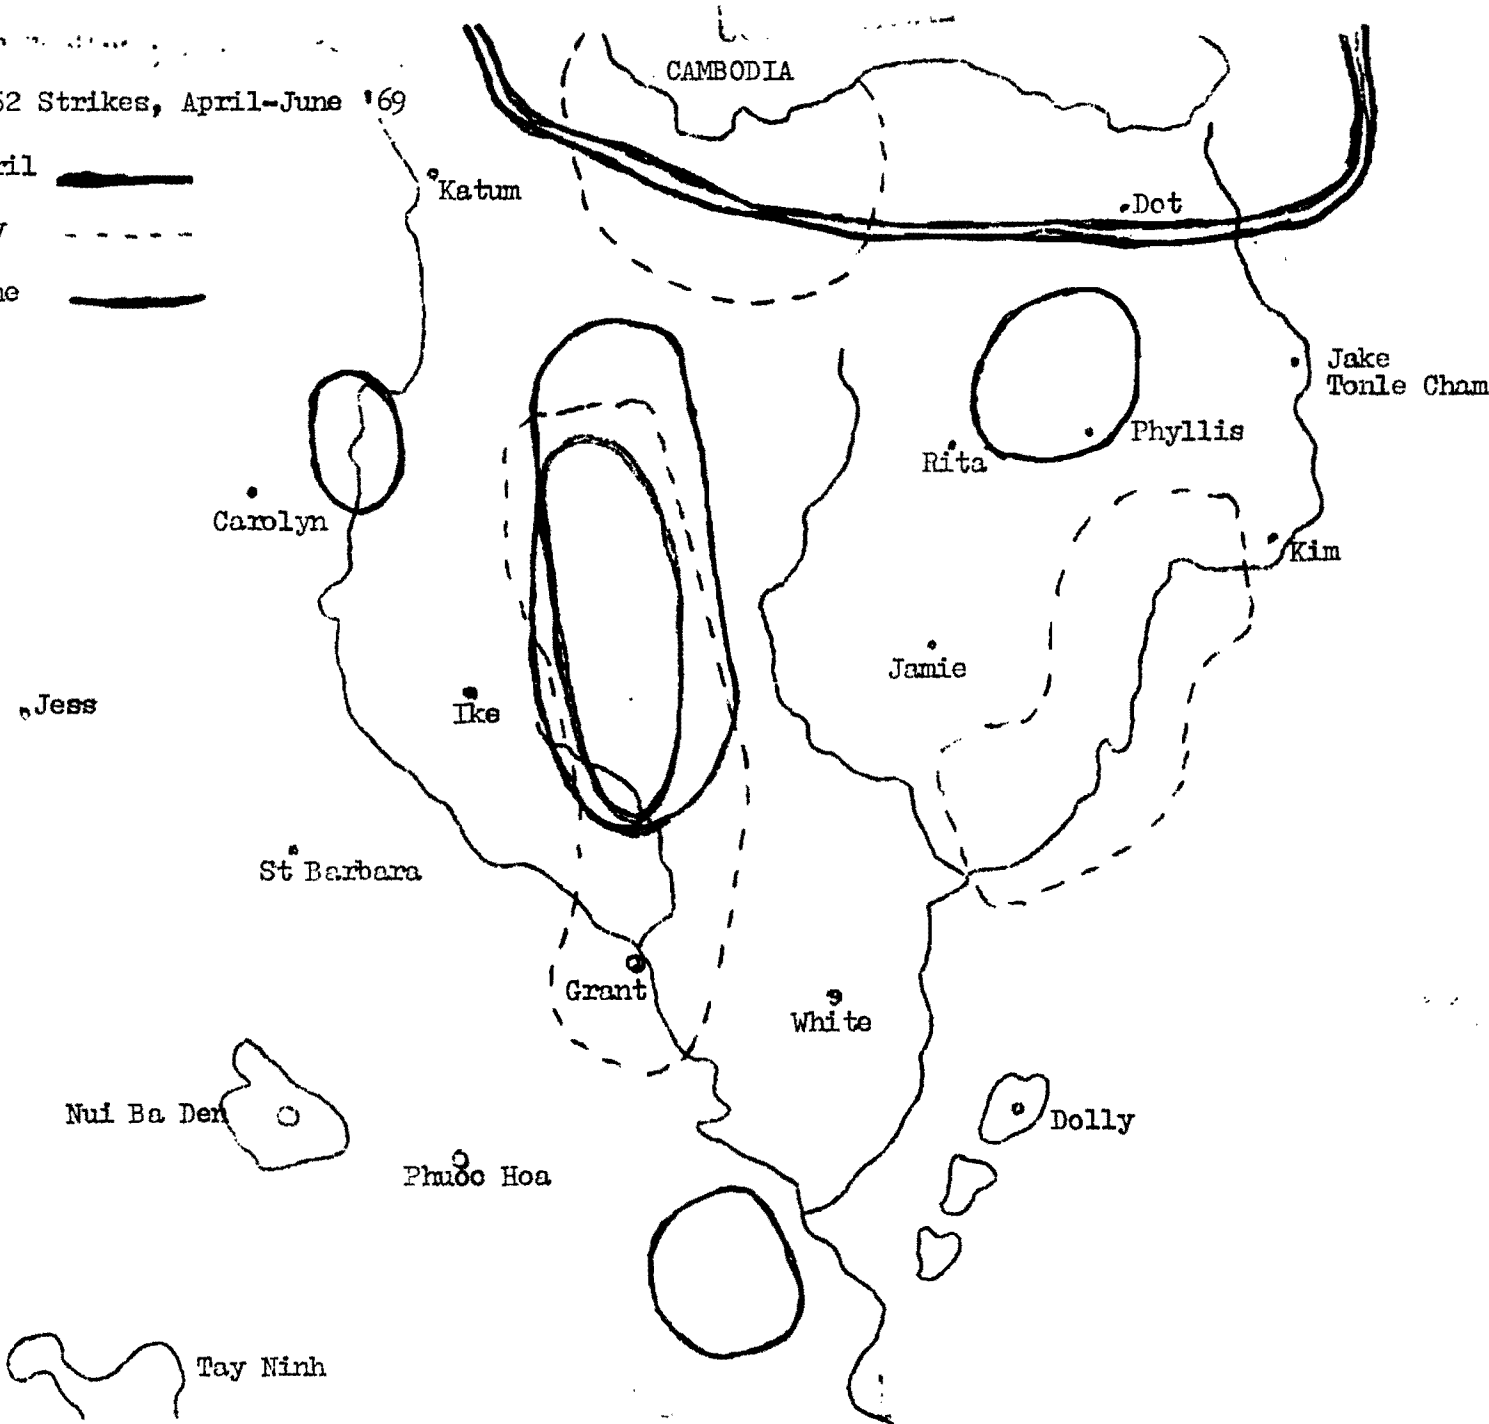 52 Strikes, April-June '69
ril
y
ne
CAMBODIA
Katum
Dot
Jake
Tonle Cham
Phyllis
Rita
Carolyn
Kim
Jamie
Jess
Ike
St Barbara
Grant
White
Nui Ba Den
Dolly
Phuoc Hoa
Tay Ninh